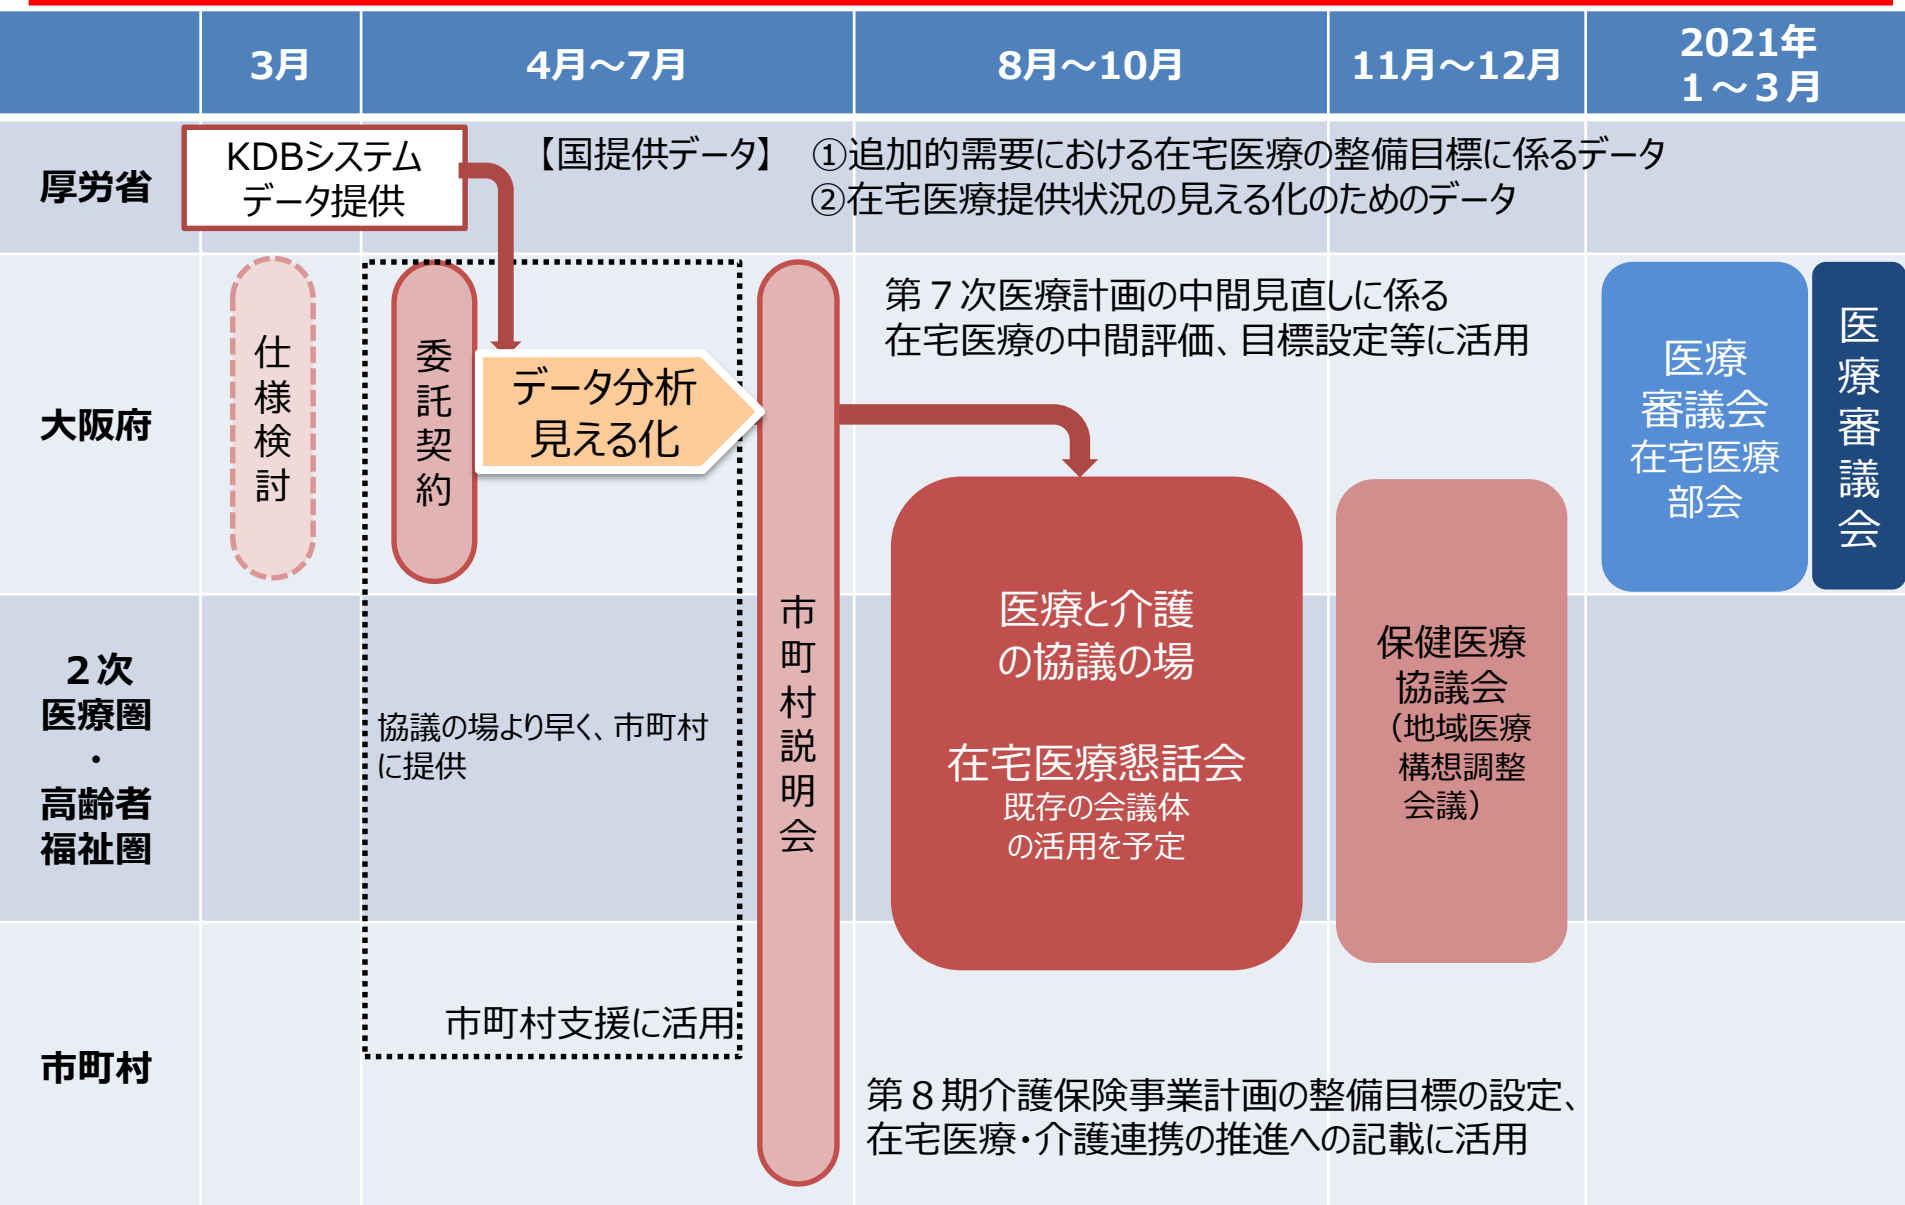 3月
4月～7月
8月～10月
11月～12月
2021年
１～３月
厚労省
KDBシステム
データ提供
【国提供データ】　①追加的需要における在宅医療の整備目標に係るデータ
②在宅医療提供状況の見える化のためのデータ
大阪府
仕様検討
委託契約
データ分析
見える化
市町村説明会
第７次医療計画の中間見直しに係る
在宅医療の中間評価、目標設定等に活用
医療
審議会
在宅医療
部会
医療審議会
２次
医療圏
・
高齢者
福祉圏
協議の場より早く、市町村
に提供
医療と介護
の協議の場
在宅医療懇話会
既存の会議体
の活用を予定
保健医療
協議会
（地域医療
構想調整
会議）
市町村
市町村支援に活用
第８期介護保険事業計画の整備目標の設定、
在宅医療・介護連携の推進への記載に活用